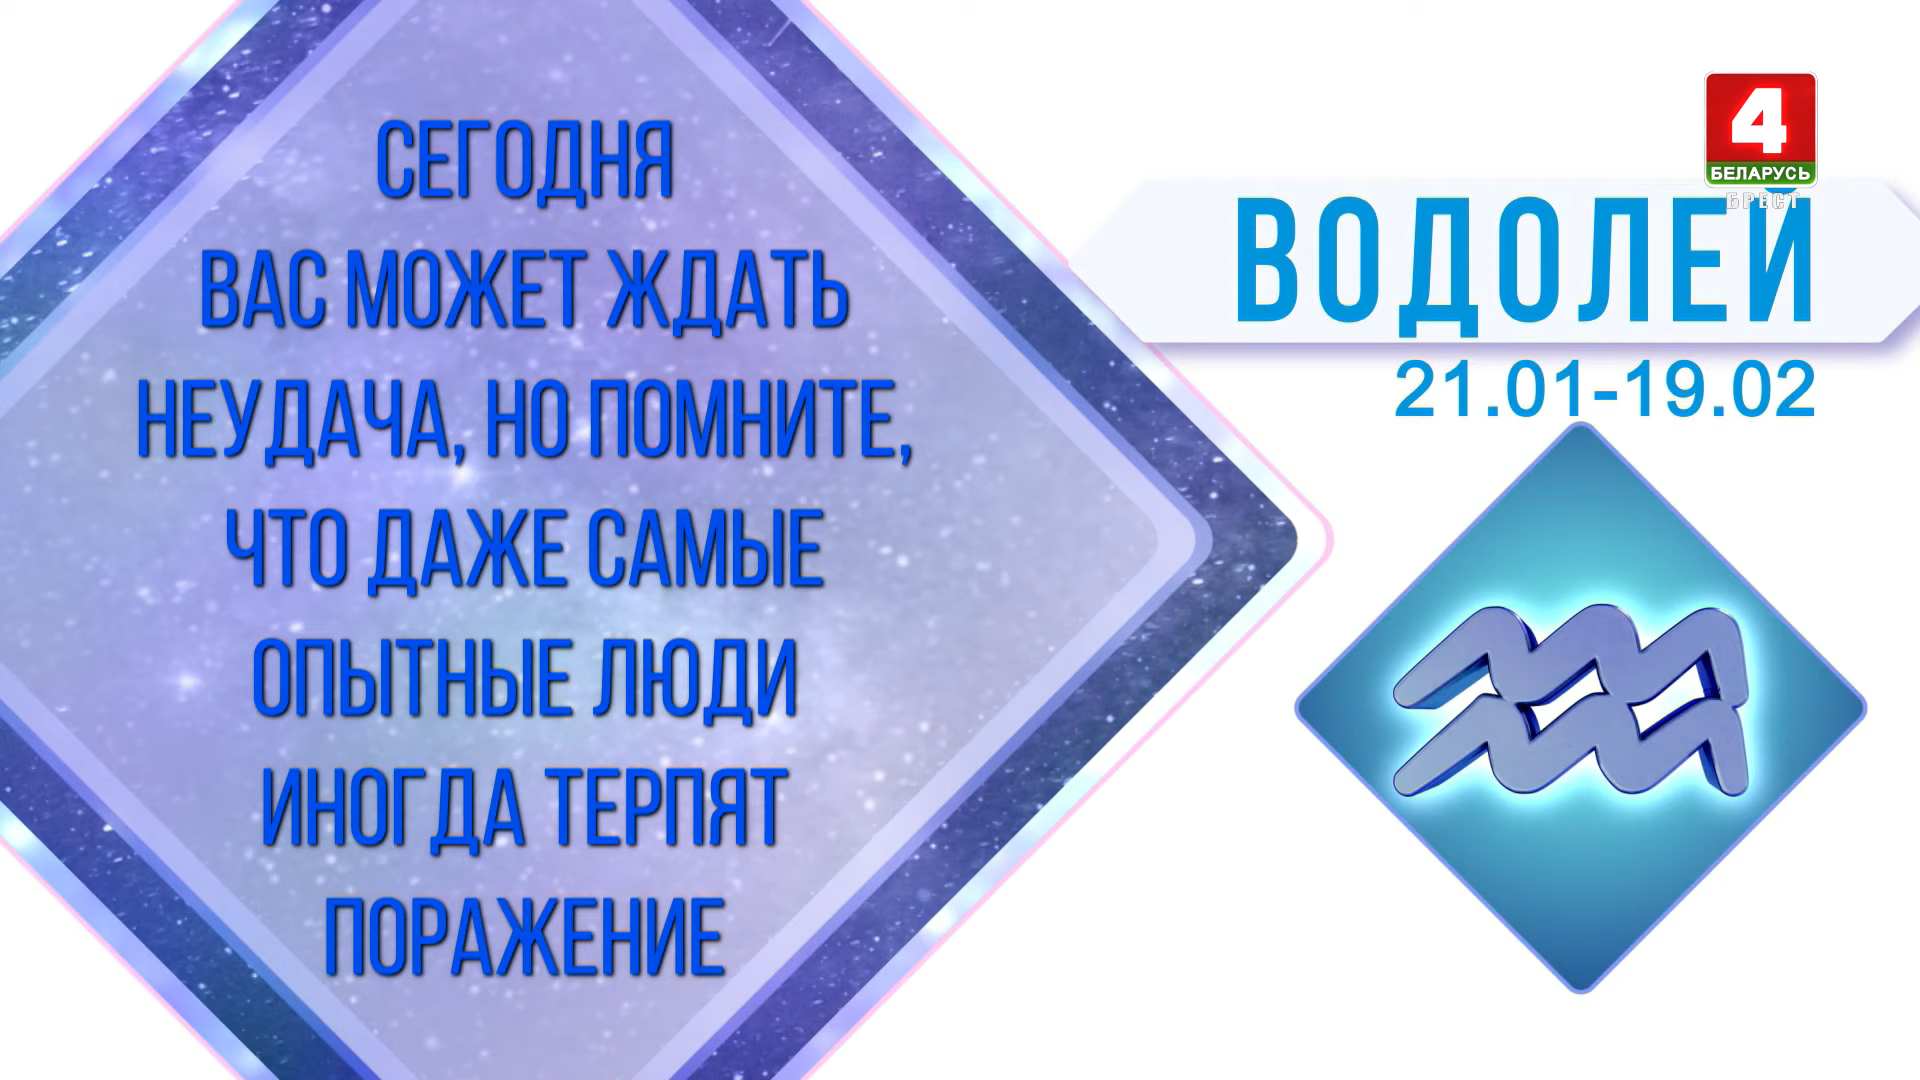 СЕГОДНЯ
ВАС МОЖЕТ ЖДАТЬ
НЕУДАЧА, НО ПОМНИТЕ,
ЧТО ДАЖЕ САМЫЕ
ОПЫТНЫЕ ЛЮДИ
ИНОГДА ТЕРПЯТ
ПОРАЖЕНИЕ
4
БЕЛАРУСЬ
БРЕСТ
ВОДОЛЕЙ
21.01-19.02